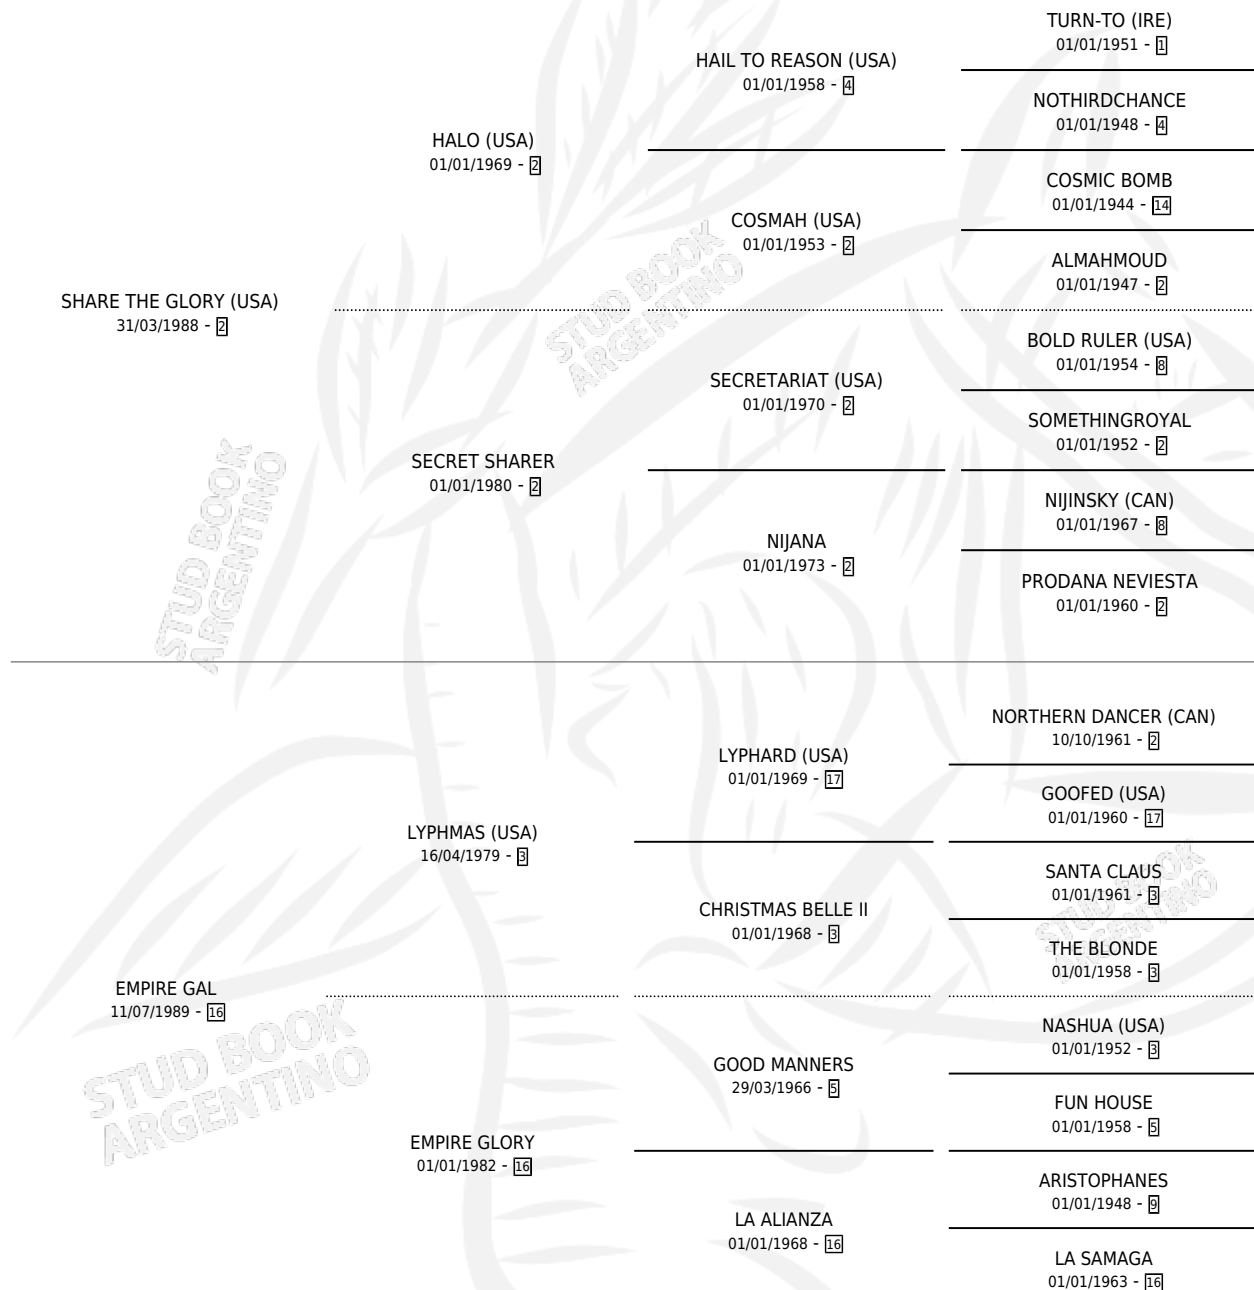 TURN-TO (IRE)
01/01/1951 - 1
HAIL TO REASON (USA)
01/01/1958 - 4
NOTHIRDCHANCE
01/01/1948 - 4
HALO (USA)
01/01/1969 - 2
COSMIC BOMB
01/01/1944 - 14
COSMAH (USA)
01/01/1953 - 2
ALMAHMOUD
01/01/1947 - 2
SHARE THE GLORY (USA)
31/03/1988 - 2
STUD BOOK
ARGENTINO
BOLD RULER (USA)
01/01/1954 - 8
SECRETARIAT (USA)
01/01/1970 - 2
SOMETHINGROYAL
01/01/1952 - 2
SECRET SHARER
01/01/1980 - 2
NIJINSKY (CAN)
01/01/1967 - 8
NIJANA
01/01/1973 - 2
PRODANA NEVIESTA
01/01/1960 - 2
STUD BOOK
ARGENTINO
NORTHERN DANCER (CAN)
10/10/1961 - 2
LYPHARD (USA)
01/01/1969 - 17
GOOFED (USA)
01/01/1960 - 17
LYPHMAS (USA)
16/04/1979 - 3
SANTA CLAUS
01/01/1961 - 3
CHRISTMAS BELLE II
01/01/1968 - 3
STUD BOOK
ARGENTINO
THE BLONDE
01/01/1958 - 3
EMPIRE GAL
11/07/1989 - 16
NASHUA (USA)
01/01/1952 - 3
GOOD MANNERS
29/03/1966 - 5
STUD BOOK
ARGENTINO
FUN HOUSE
01/01/1958 - 5
EMPIRE GLORY
01/01/1982 - 16
ARISTOPHANES
01/01/1948 - 9
LA ALIANZA
01/01/1968 - 16
LA SAMAGA
01/01/1963 - 16